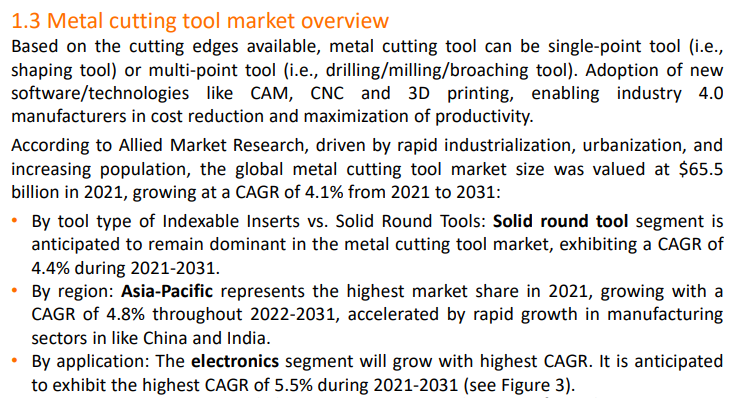 1.3 Metal cutting tool market overview
Based on the cutting edges available, metal cutting tool can be single-point tool (i.e.,
shaping tool) or multi-point tool (i.e., drilling/milling/broaching tool). Adoption of new
software/technologies like CAM, CNC and 3D printing, enabling industry 4.0
manufacturers in cost reduction and maximization of productivity.
According to Allied Market Research, driven by rapid industrialization, urbanization, and
increasing population, the global metal cutting tool market size was valued at $65.5
billion in 2021, growing at a CAGR of 4.1% from 2021 to 2031:
• By tool type of Indexable Inserts vs. Solid Round Tools: Solid round tool segment is
anticipated to remain dominant in the metal cutting tool market, exhibiting a CAGR of
4.4% during 2021-2031.
• By region: Asia-Pacific represents the highest market share in 2021, growing with a
CAGR of 4.8% throughout 2022-2031, accelerated by rapid growth in manufacturing
sectors in like China and India.
• By application: The electronics segment will grow with highest CAGR. It is anticipated
to exhibit the highest CAGR of 5.5% during 2021-2031 (see Figure 3).